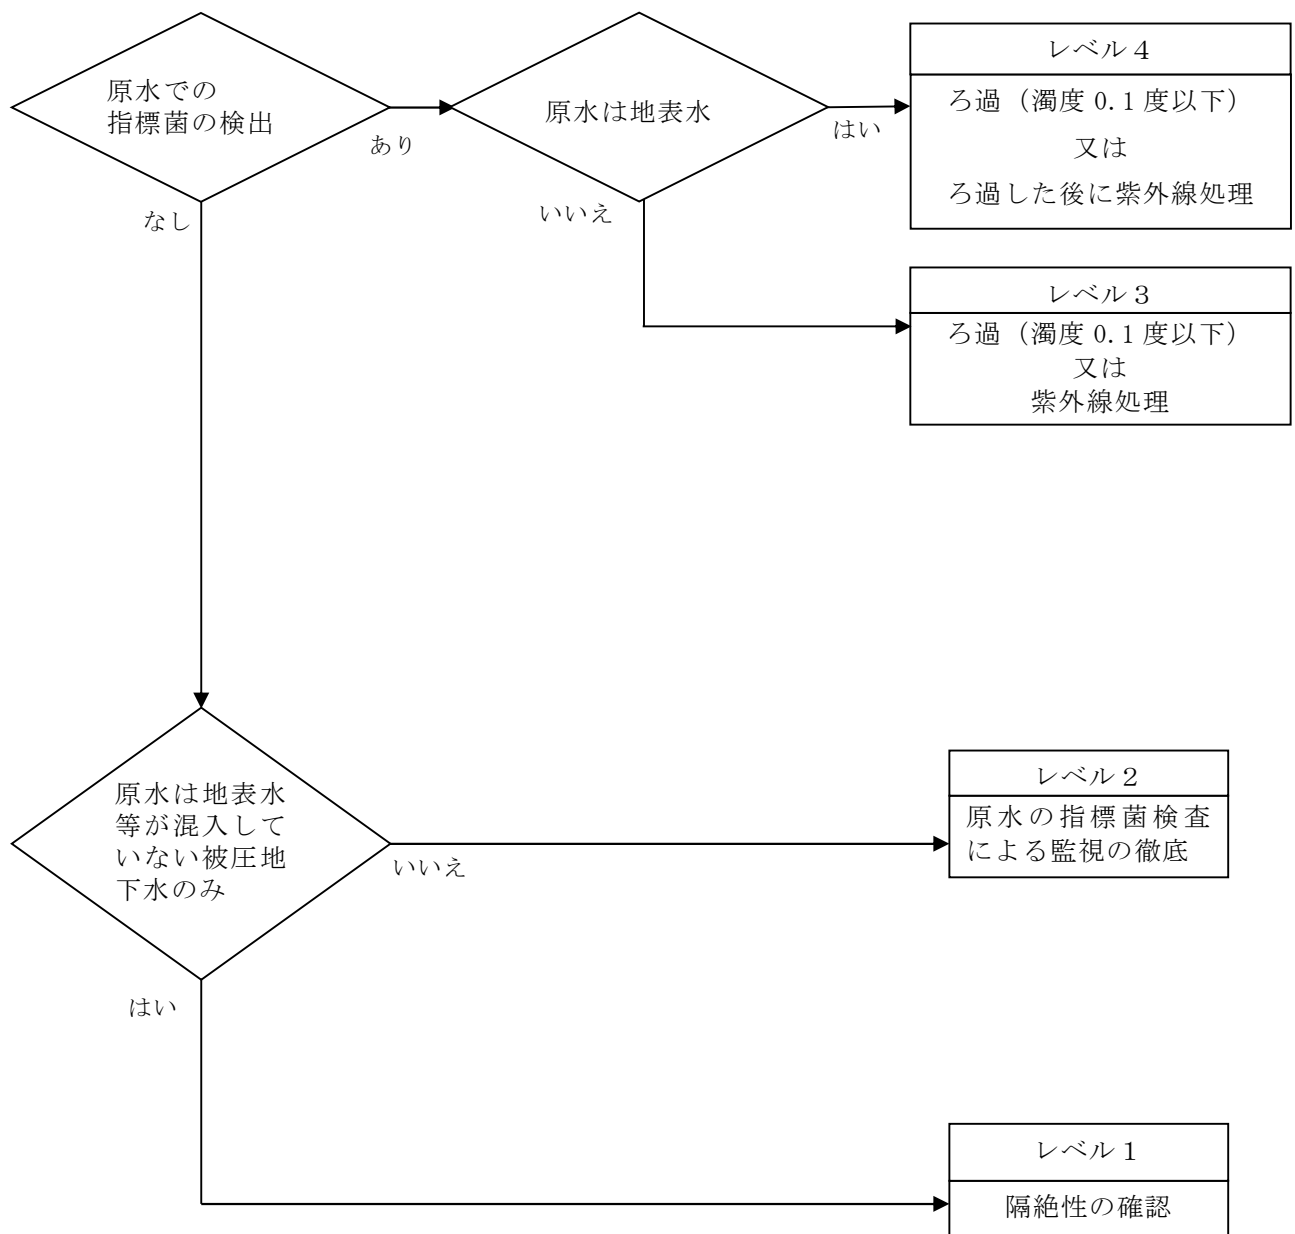 原水での
指標菌の検出
あり
なし
原水は地表水
はい
いいえ
レベル４
ろ過（濁度 0.1 度以下）
又は
ろ過した後に紫外線処理
レベル３
ろ過（濁度 0.1 度以下）
又は
紫外線処理
原水は地表水
等が混入して
いない被圧地
下水のみ
いいえ
はい
レベル２
原水の指標菌検査
による監視の徹底
レベル１
隔絶性の確認